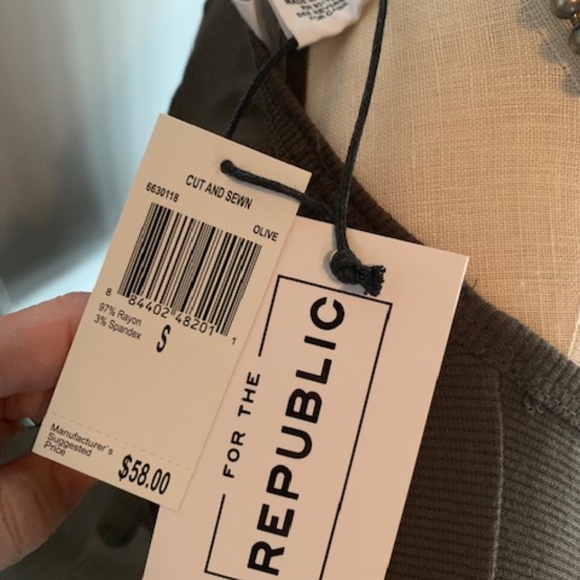 CUT AND SEWN
6630118
OLIVE
8 84402 48201 1
97% Rayon
3% Spandex
S
Manufacturer's
Suggested
Price
$58.00
FOR THE
REPUBLIC